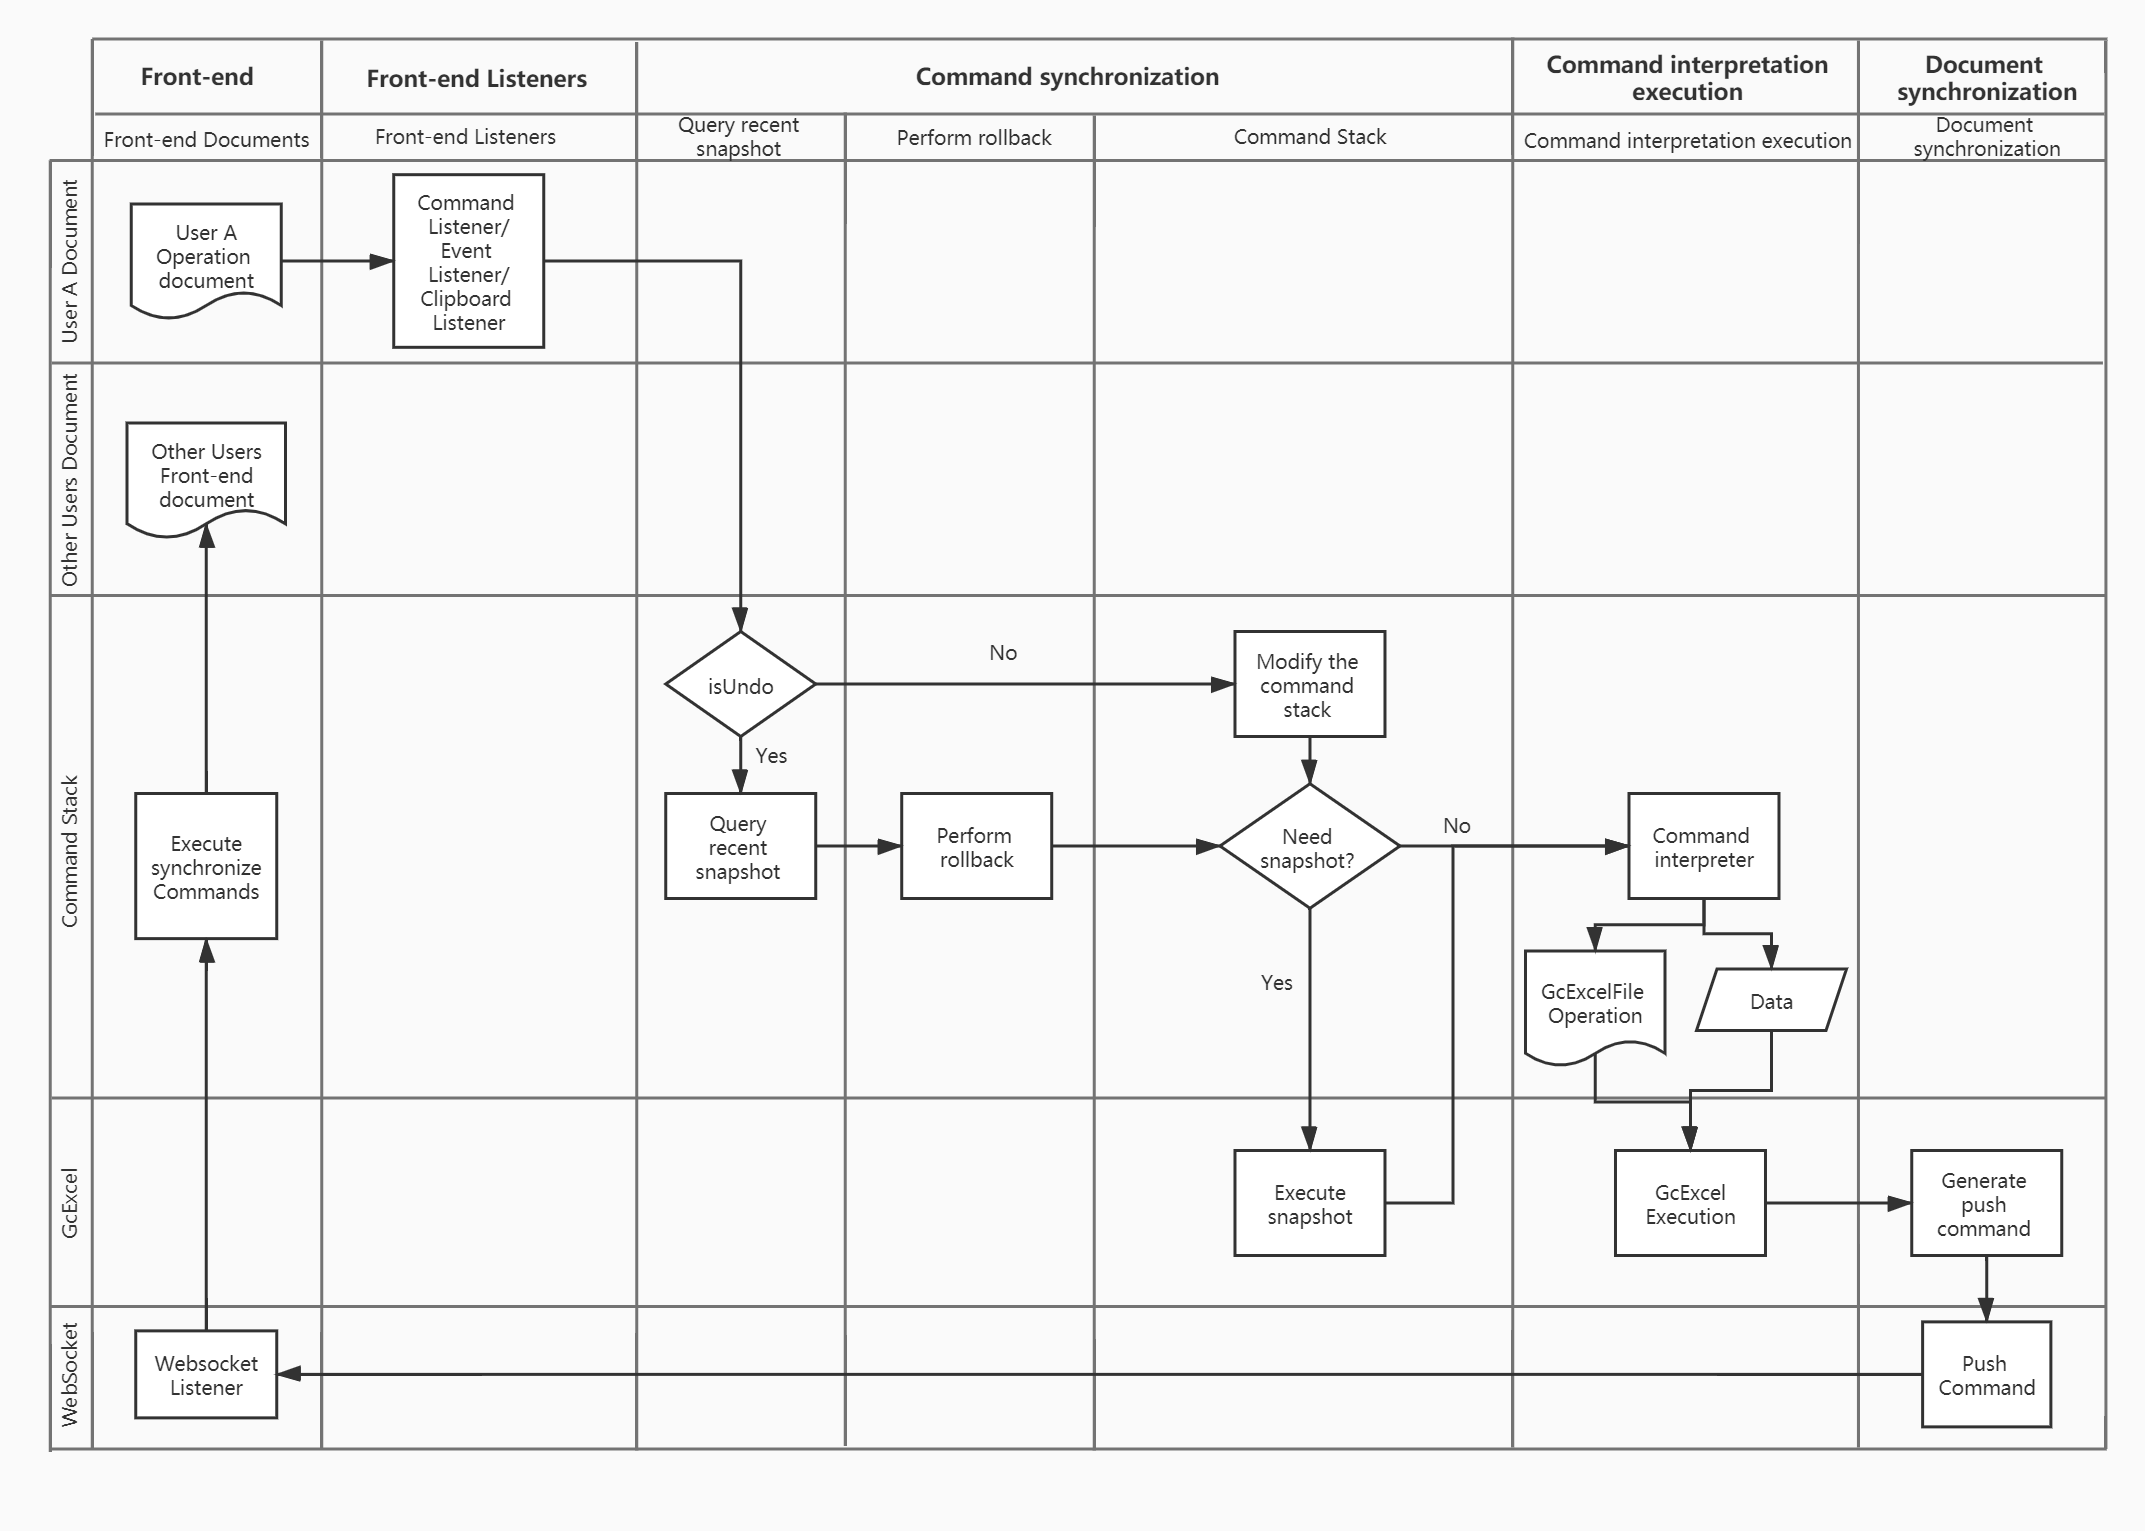 Front-end
Front-end Listeners
Command synchronization
Command interpretation
execution
Document
synchronization
Front-end Documents
Front-end Listeners
Query recent
snapshot
Perform rollback
Command Stack
Command interpretation execution
Document
synchronization
User A Document
User A
Operation
document
Command
Listener/
Event
Listener/
Clipboard
Listener
Other Users Document
Other Users
Front-end
document
Command Stack
isUndo
No
Modify the
command
stack
Yes
Execute
synchronize
Commands
Query
recent
snapshot
Perform
rollback
Need
snapshot?
No
Command
interpreter
Yes
GcExcelFile
Operation
Data
GcExcel
Execute
snapshot
GcExcel
Execution
Generate
push
command
WebSocket
Websocket
Listener
Push
Command